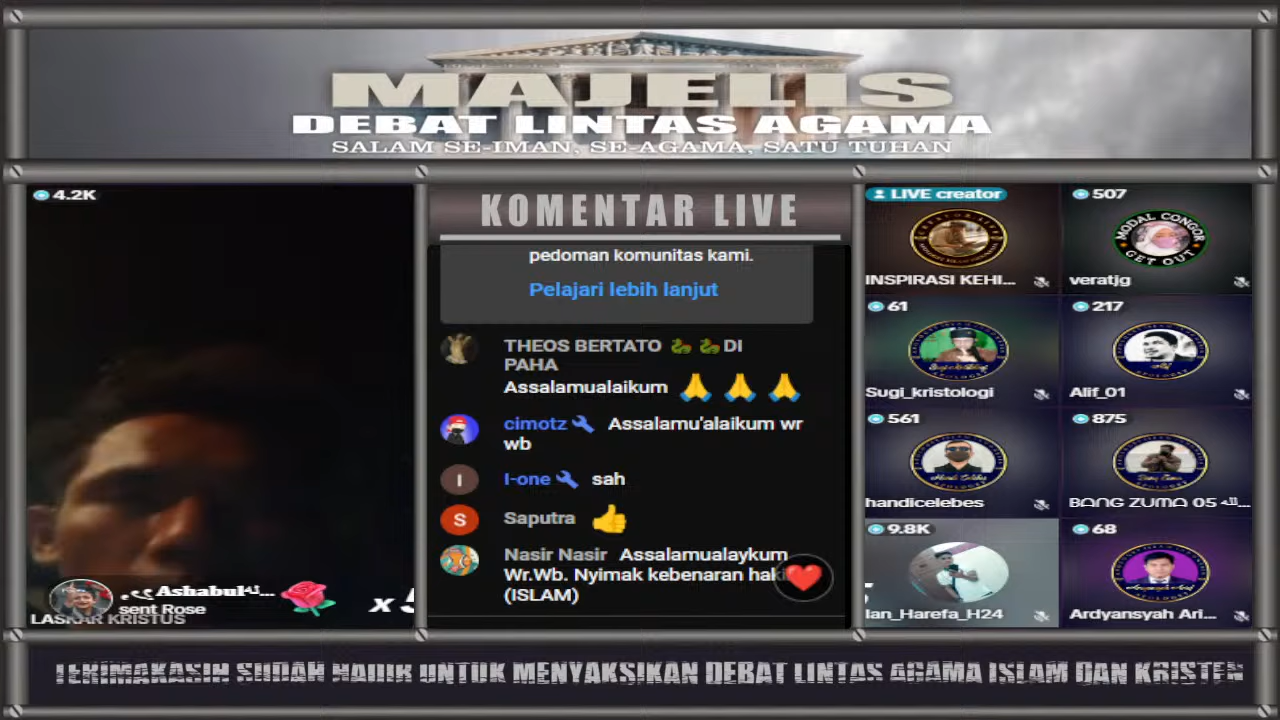 MAJELIS
DEBAT LINTAS AGAMA
SALAM SE-IMAN, SE-AGAMA, SATU TUHAN
4.2K
Ashabul
sent Rose
x 5
LASKAR KRISTUS
KOMENTAR LIVE
pedoman komunitas kami.
Pelajari lebih lanjut
THEOS BERTATO 🐉 🐉 DI
PAHA
Assalamualaikum 🙏 🙏 🙏
cimotz 🔧 Assalamu'alaikum wr
wb
I
I-one 🔧 sah
S
Saputra 👍
Nasir Nasir Assalamualaykum
Wr.Wb. Nyimak kebenaran haki
(ISLAM)
LIVE creator
INSPIRASI KEHI...
507
MODAL CONGOR
GET OUT
veratjg
61
Sugi_kristologi
217
Alif_01
561
handicelebes
875
BANG ZUMA 05
9.8K
Ian_Harefa_H24
68
Ardyansyah Ari...
TERIMAKASIH SUDAH HADIR UNTUK MENYAKSIKAN DEBAT LINTAS AGAMA ISLAM DAN KRISTEN